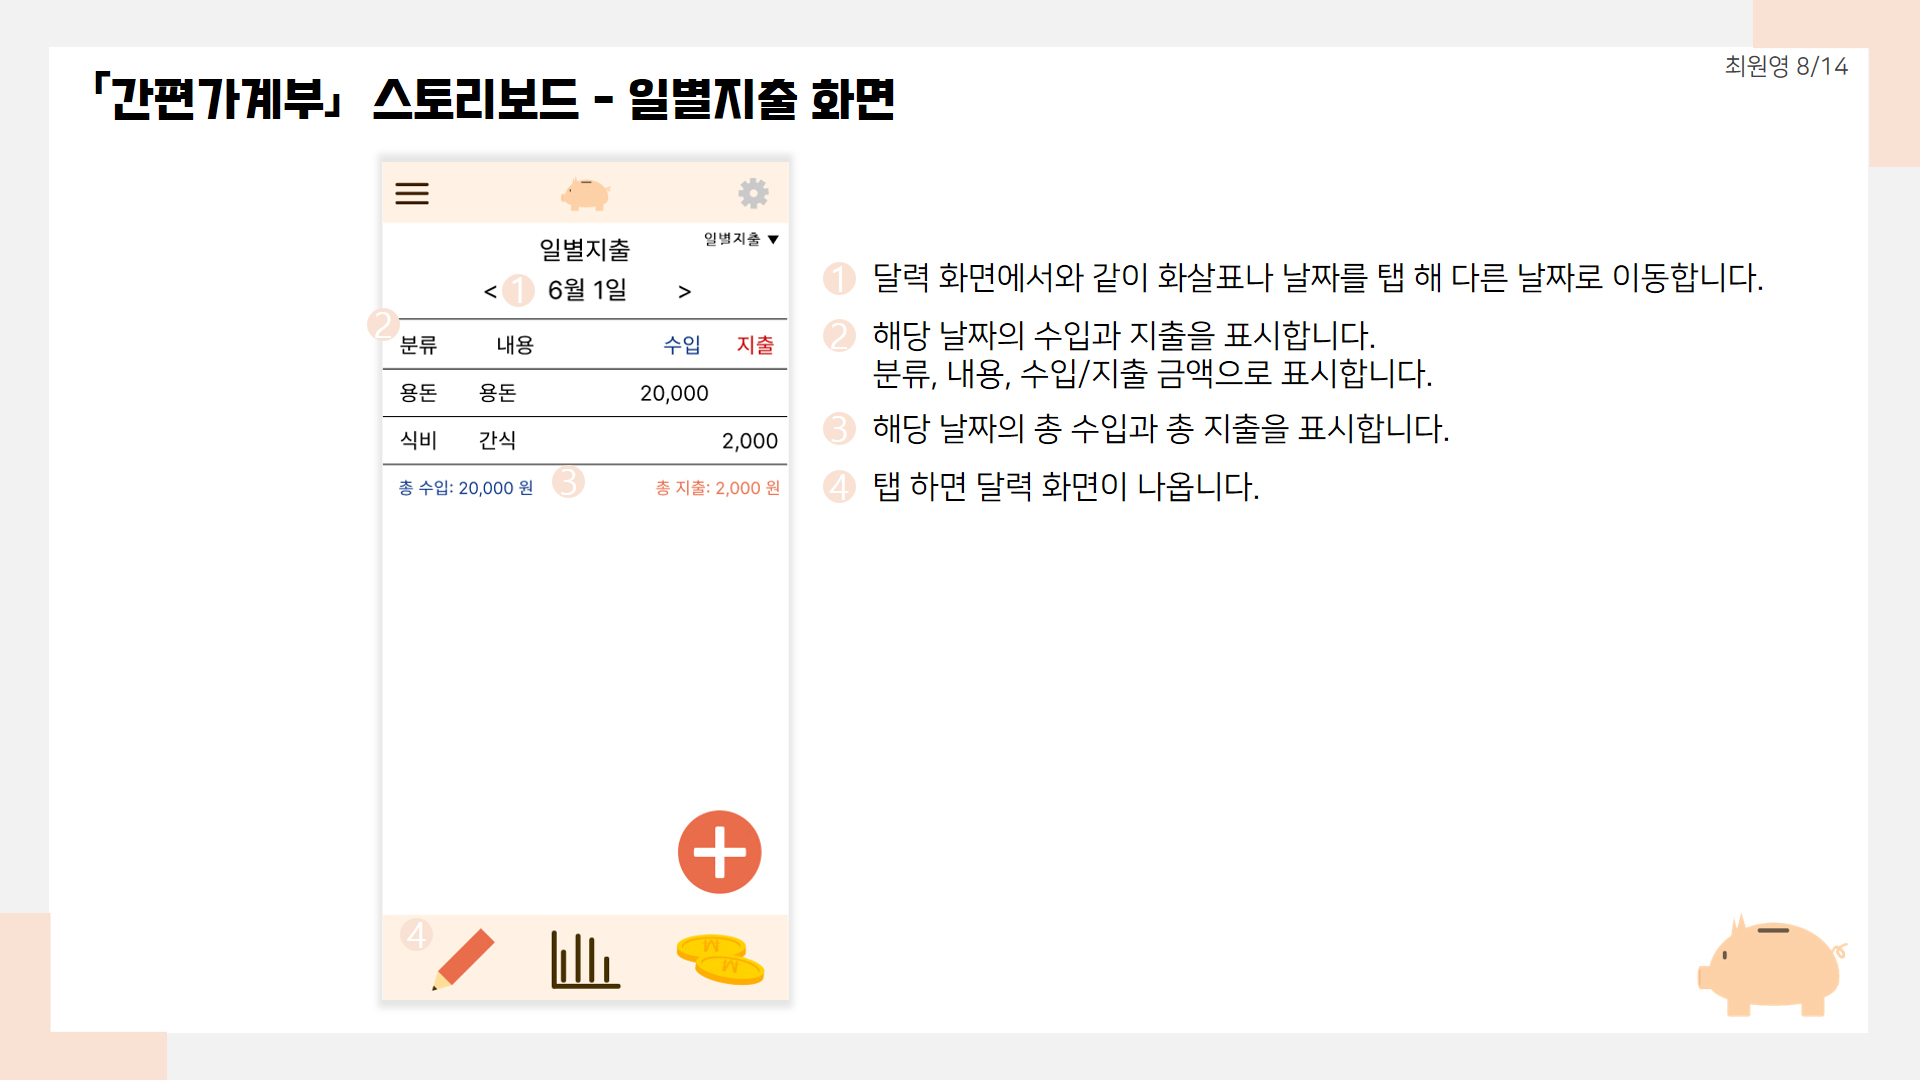 최원영 8/14
「간편가계부」 스토리보드 - 일별지출 화면
일별지출 ▼
일별지출
< 1 6월 1일 >
2
분류 내용 수입 지출
용돈 용돈 20,000
식비 간식 2,000
총 수입: 20,000 원 3 총 지출: 2,000 원
4
M
M
1 달력 화면에서와 같이 화살표나 날짜를 탭 해 다른 날짜로 이동합니다.
2 해당 날짜의 수입과 지출을 표시합니다.
분류, 내용, 수입/지출 금액으로 표시합니다.
3 해당 날짜의 총 수입과 총 지출을 표시합니다.
4 탭 하면 달력 화면이 나옵니다.